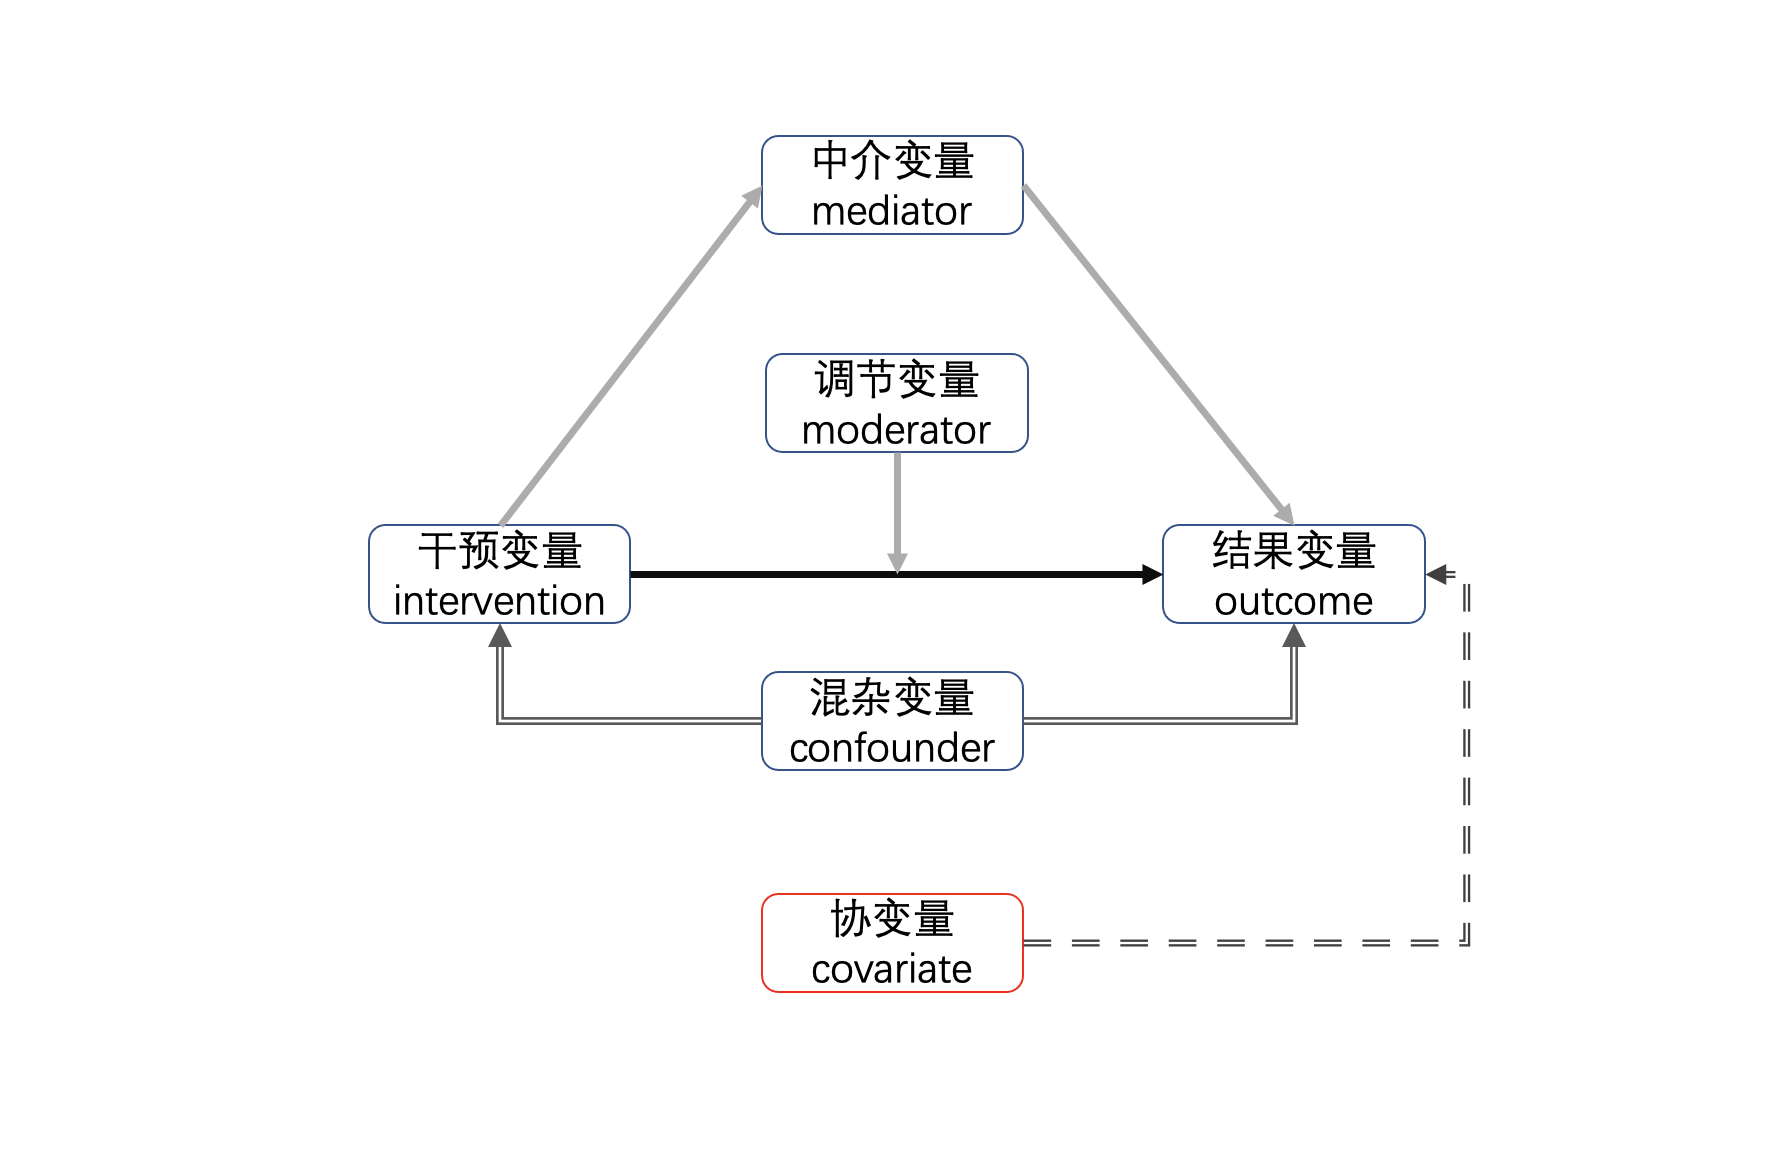 中介变量
mediator
调节变量
moderator
干预变量
intervention
结果变量
outcome
混杂变量
confounder
协变量
covariate